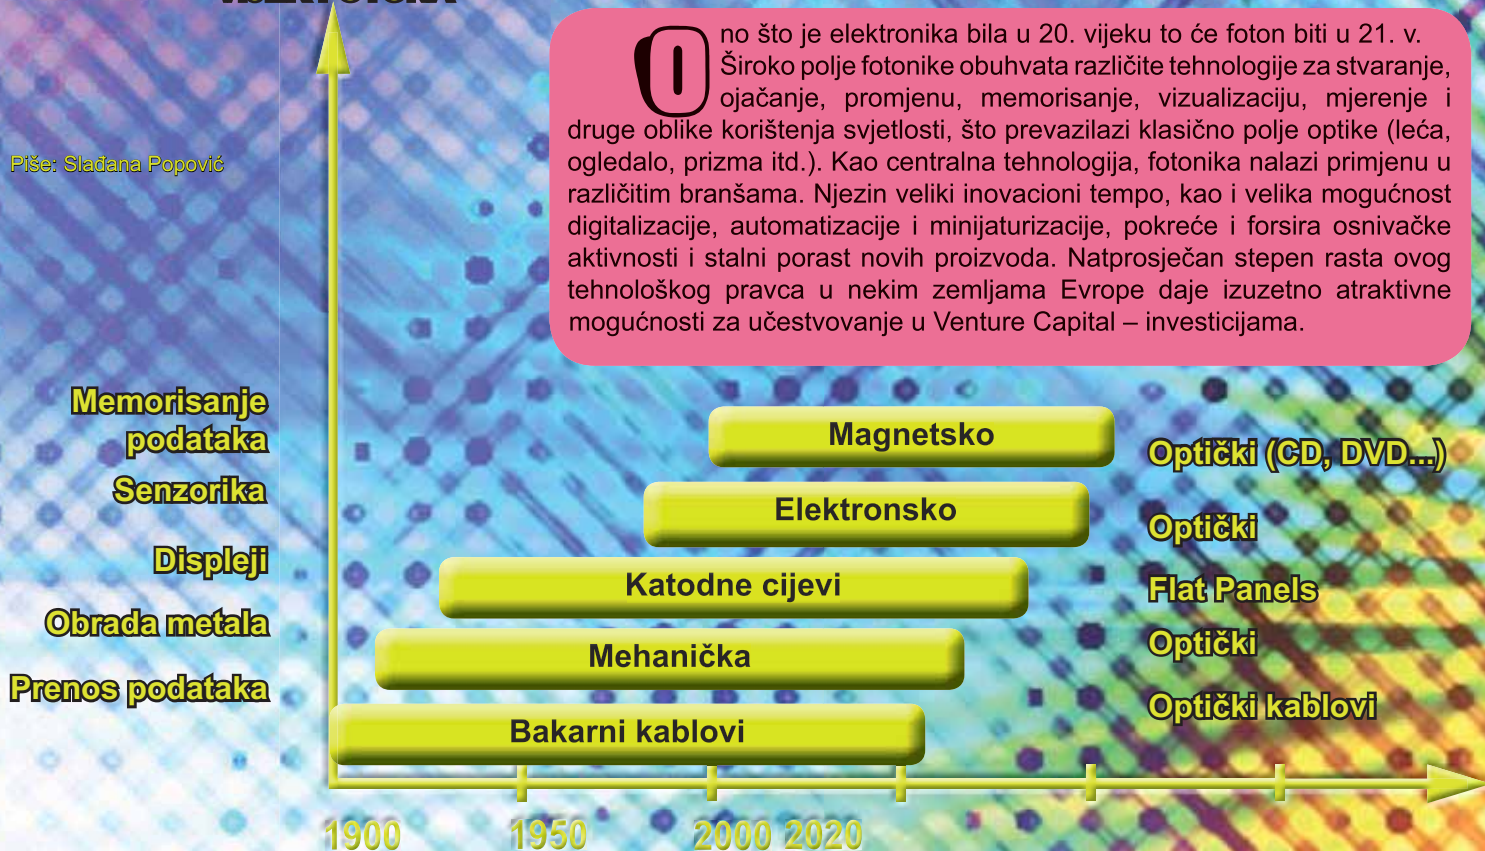 Ono što je elektronika bila u 20. vijeku to će foton biti u 21. v.
Široko polje fotonike obuhvata različite tehnologije za stvaranje,
ojačanje, promjenu, memorisanje, vizualizaciju, mjerenje i
druge oblike korištenja svjetlosti, što prevazilazi klasično polje optike (leća,
ogledalo, prizma itd.). Kao centralna tehnologija, fotonika nalazi primjenu u
različitim branšama. Njezin veliki inovacioni tempo, kao i velika mogućnost
digitalizacije, automatizacije i minijaturizacije, pokreće i forsira osnivačke
aktivnosti i stalni porast novih proizvoda. Natprosječan stepen rasta ovog
tehnološkog pravca u nekim zemljama Evrope daje izuzetno atraktivne
mogućnosti za učestvovanje u Venture Capital – investicijama.
Piše: Slađana Popović
Memorisanje
podataka
Magnetsko
Optički (CD, DVD...)
Senzorika
Elektronsko
Optički
Displeji
Katodne cijevi
Flat Panels
Obrada metala
Mehanička
Optički
Prenos podataka
Bakarni kablovi
Optički kablovi
1900 1950 2000 2020